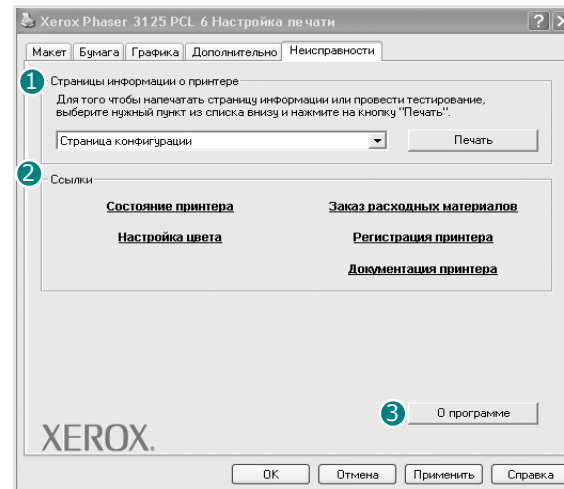 Xerox Phaser 3125 PCL 6 Настройка печати
Макет Бумага Графика Дополнительно Неисправности
1 Страницы информации о принтере
Для того чтобы напечатать страницу информации или провести тестирование,
выберите нужный пункт из списка внизу и нажмите на кнопку "Печать".
Страница конфигурации Печать
2 Ссылки
Состояние принтера Заказ расходных материалов
Настройка цвета Регистрация принтера
Документация принтера
3 О программе
XEROX.
OK Отмена Применить Справка